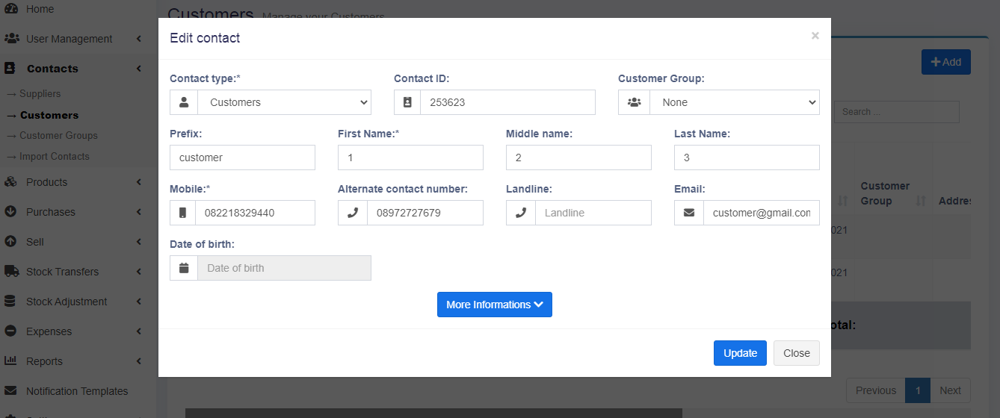 Home
Customers Manage your Customers
Edit contact
×
User Management
Contacts
Add
Contact type:*
Contact ID:
Customer Group:
Suppliers
Customers
253623
None
Search ...
→ Customers
Prefix:
First Name:*
Middle name:
Last Name:
→ Customer Groups
→ Import Contacts
customer
1
2
3
Products
Mobile:*
Alternate contact number:
Landline:
Email:
Customer
Group
Addres
Purchases
082218329440
08972727679
Landline
customer@gmail.com
021
Sell
Date of birth:
Stock Transfers
Date of birth
021
Stock Adjustment
More Informations
otal:
Expenses
Reports
Update
Close
Notification Templates
Previous
1
Next